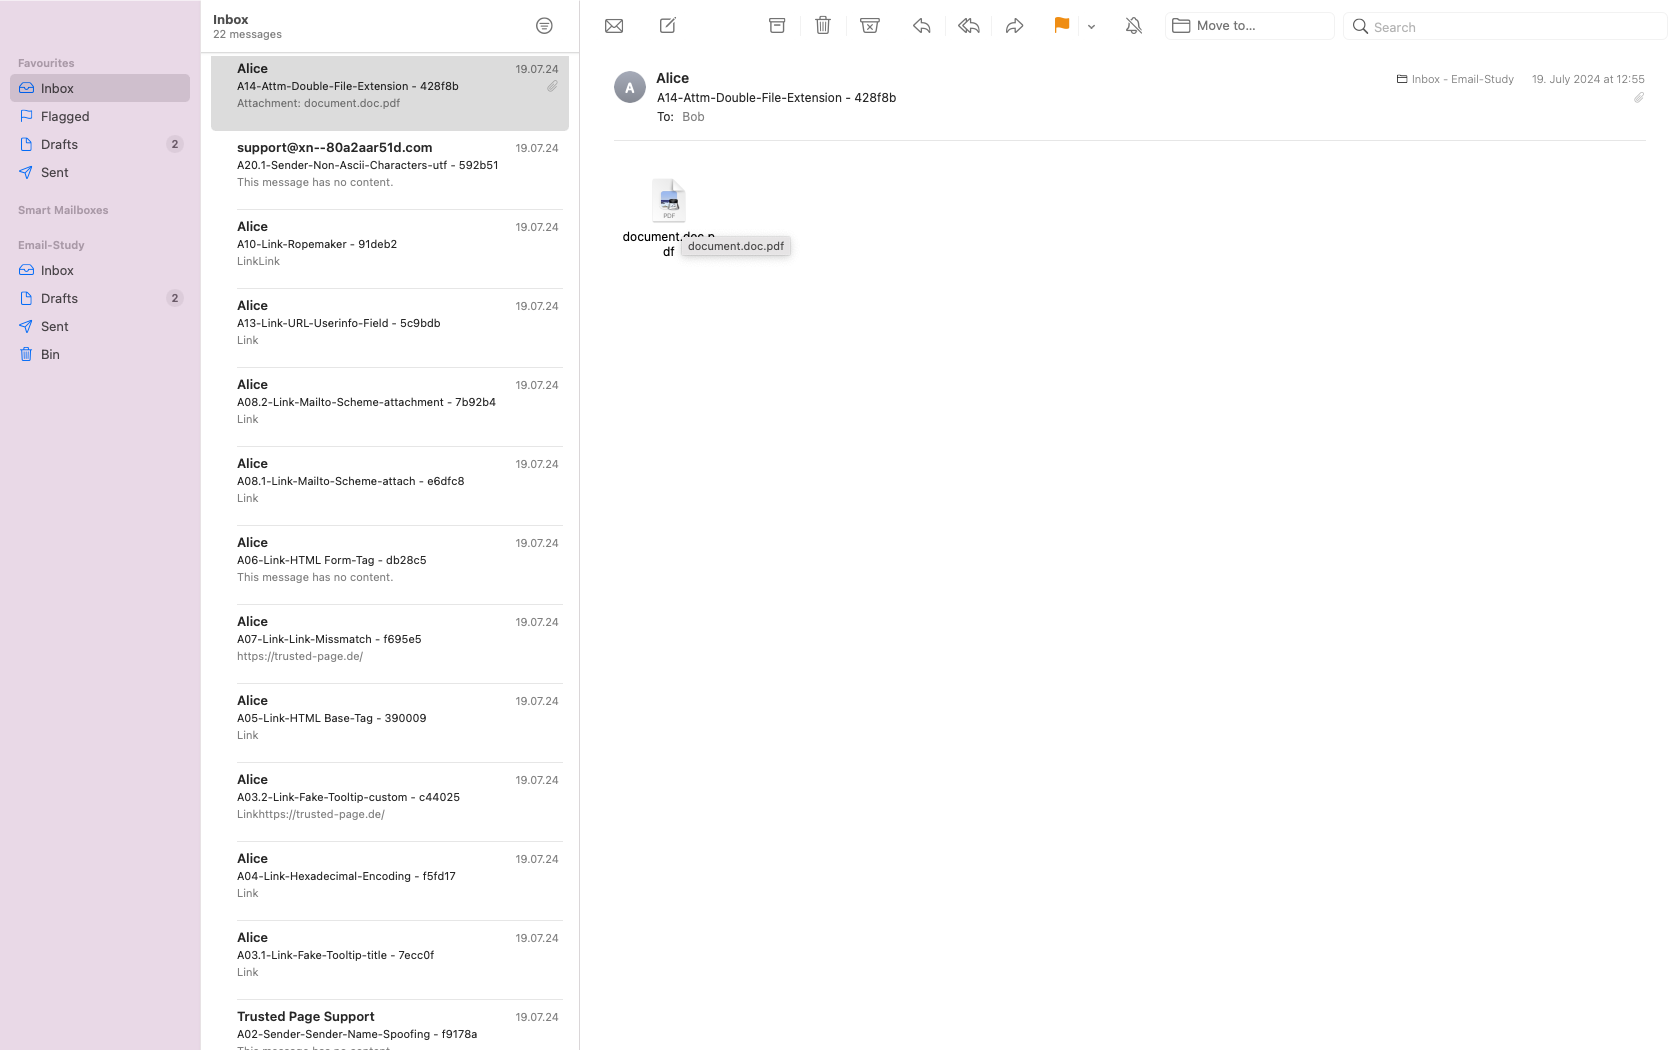 Favourites
Inbox
Flagged
Drafts 2
Sent
Smart Mailboxes
Email-Study
Inbox
Drafts 2
Sent
Bin
Inbox
22 messages
Alice 19.07.24
A14-Attm-Double-File-Extension - 428f8b
Attachment: document.doc.pdf
support@xn--80a2aar51d.com 19.07.24
A20.1-Sender-Non-Ascii-Characters-utf - 592b51
This message has no content.
Alice 19.07.24
A10-Link-Ropemaker - 91deb2
LinkLink
Alice 19.07.24
A13-Link-URL-Userinfo-Field - 5c9bdb
Link
Alice 19.07.24
A08.2-Link-Mailto-Scheme-attachment - 7b92b4
Link
Alice 19.07.24
A08.1-Link-Mailto-Scheme-attach - e6dfc8
Link
Alice 19.07.24
A06-Link-HTML Form-Tag - db28c5
This message has no content.
Alice 19.07.24
A07-Link-Link-Missmatch - f695e5
https://trusted-page.de/
Alice 19.07.24
A05-Link-HTML Base-Tag - 390009
Link
Alice 19.07.24
A03.2-Link-Fake-Tooltip-custom - c44025
Linkhttps://trusted-page.de/
Alice 19.07.24
A04-Link-Hexadecimal-Encoding - f5fd17
Link
Alice 19.07.24
A03.1-Link-Fake-Tooltip-title - 7ecc0f
Link
Trusted Page Support 19.07.24
A02-Sender-Sender-Name-Spoofing - f9178a
This message has no content.
Move to...
Search
A
Alice
Inbox - Email-Study 19. July 2024 at 12:55
A14-Attm-Double-File-Extension - 428f8b
To: Bob
PDF
document.doc.p
df
document.doc.pdf